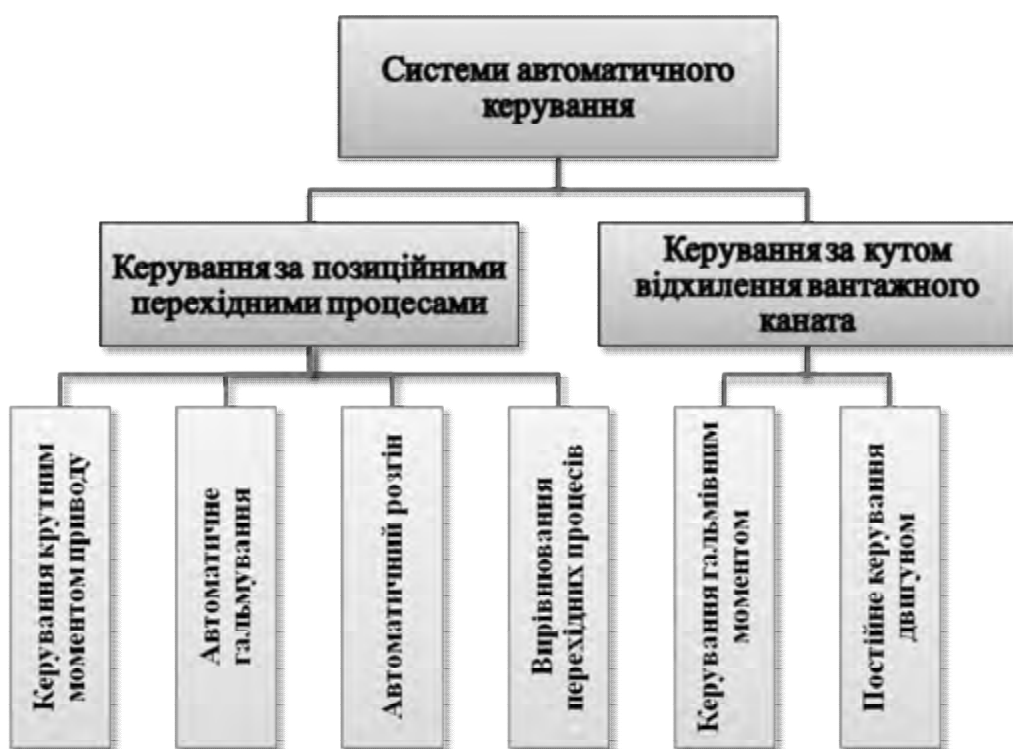 Системи автоматичного
керування
Керування за позиційними
перехідними процесами
Керування за кутом
відхилення вантажного
каната
Керування крутним
моментом приводу
Автоматичне
гальмування
Автоматичний розгін
Вирівнювання
перехідних процесів
Керування гальмівним
моментом
Постійне керування
двигуном